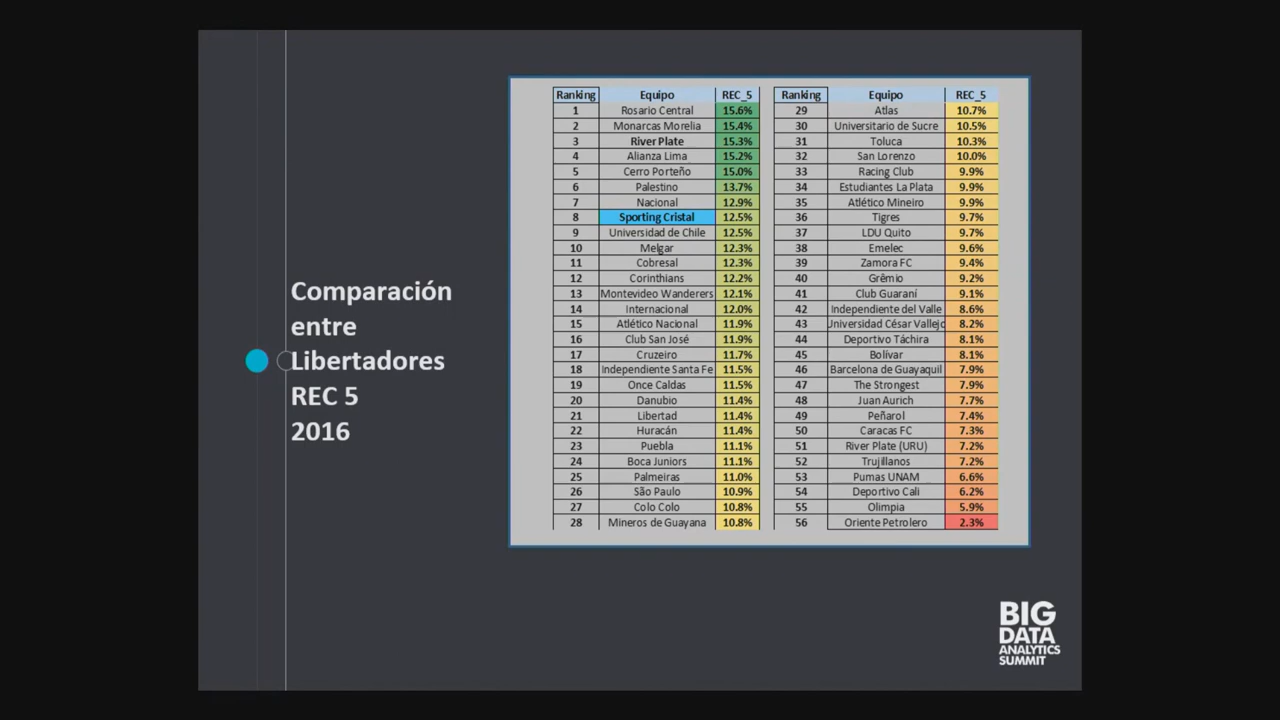 Comparación
entre
Libertadores
REC 5
2016
Ranking Equipo REC_5
1 Rosario Central 15.6%
2 Monarcas Morelia 15.4%
3 River Plate 15.3%
4 Alianza Lima 15.2%
5 Cerro Porteño 15.0%
6 Palestino 13.7%
7 Nacional 12.9%
8 Sporting Cristal 12.5%
9 Universidad de Chile 12.5%
10 Melgar 12.3%
11 Cobresal 12.3%
12 Corinthians 12.2%
13 Montevideo Wanderers 12.1%
14 Internacional 12.0%
15 Atlético Nacional 11.9%
16 Club San José 11.9%
17 Cruzeiro 11.7%
18 Independiente Santa Fe 11.5%
19 Once Caldas 11.5%
20 Danubio 11.4%
21 Libertad 11.4%
22 Huracán 11.4%
23 Puebla 11.1%
24 Boca Juniors 11.1%
25 Palmeiras 11.0%
26 São Paulo 10.9%
27 Colo Colo 10.8%
28 Mineros de Guayana 10.8%
Ranking Equipo REC_5
29 Atlas 10.7%
30 Universitario de Sucre 10.5%
31 Toluca 10.3%
32 San Lorenzo 10.0%
33 Racing Club 9.9%
34 Estudiantes La Plata 9.9%
35 Atlético Mineiro 9.9%
36 Tigres 9.7%
37 LDU Quito 9.7%
38 Emelec 9.6%
39 Zamora FC 9.4%
40 Grêmio 9.2%
41 Club Guaraní 9.1%
42 Independiente del Valle 8.6%
43 Universidad César Vallejo 8.2%
44 Deportivo Táchira 8.1%
45 Bolívar 8.1%
46 Barcelona de Guayaquil 7.9%
47 The Strongest 7.9%
48 Juan Aurich 7.7%
49 Peñarol 7.4%
50 Caracas FC 7.3%
51 River Plate (URU) 7.2%
52 Trujillanos 7.2%
53 Pumas UNAM 6.6%
54 Deportivo Cali 6.2%
55 Olimpia 5.9%
56 Oriente Petrolero 2.3%
BIG
DATA
ANALYTICS
SUMMIT